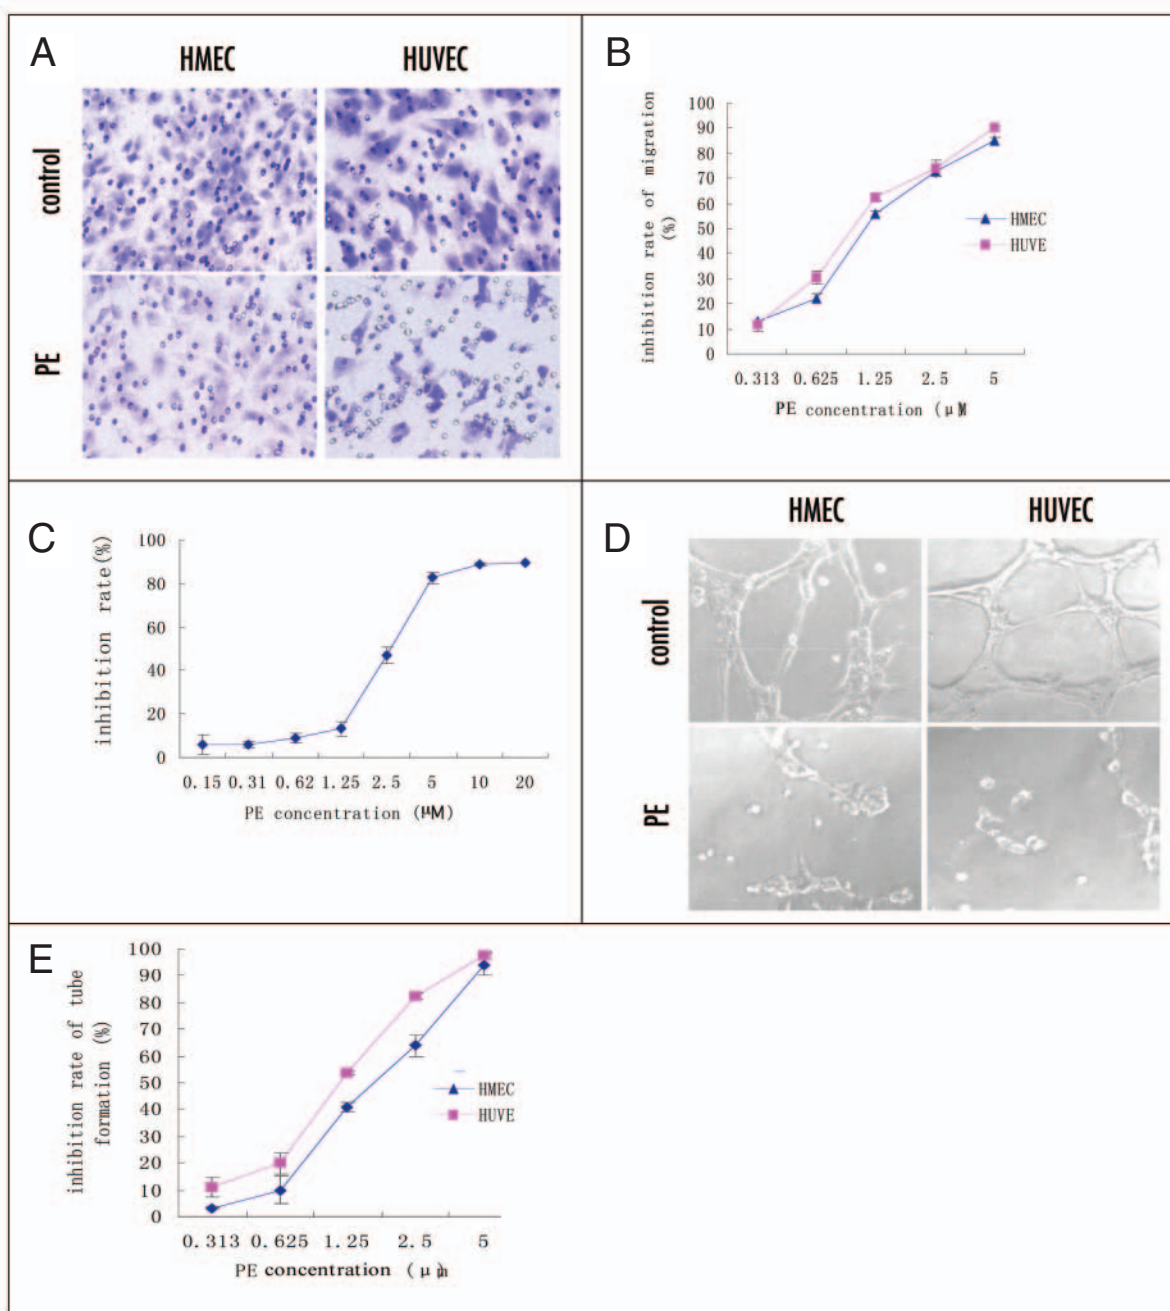 A
HMEC HUVEC
control
PE
B
inhibition rate of migration
(%)
100
90
80
70
60
50
40
30
20
10
0
0.313 0.625 1.25 2.5 5
PE concentration (μM
HMEC
HUVE
C
inhibition rate(%)
100
80
60
40
20
0
0.15 0.31 0.62 1.25 2.5 5 10 20
PE concentration (μM)
D
HMEC HUVEC
control
PE
E
inhibition rate of tube
formation (%)
100
90
80
70
60
50
40
30
20
10
0
0.313 0.625 1.25 2.5 5
PE concentration
HMEC
HUVE